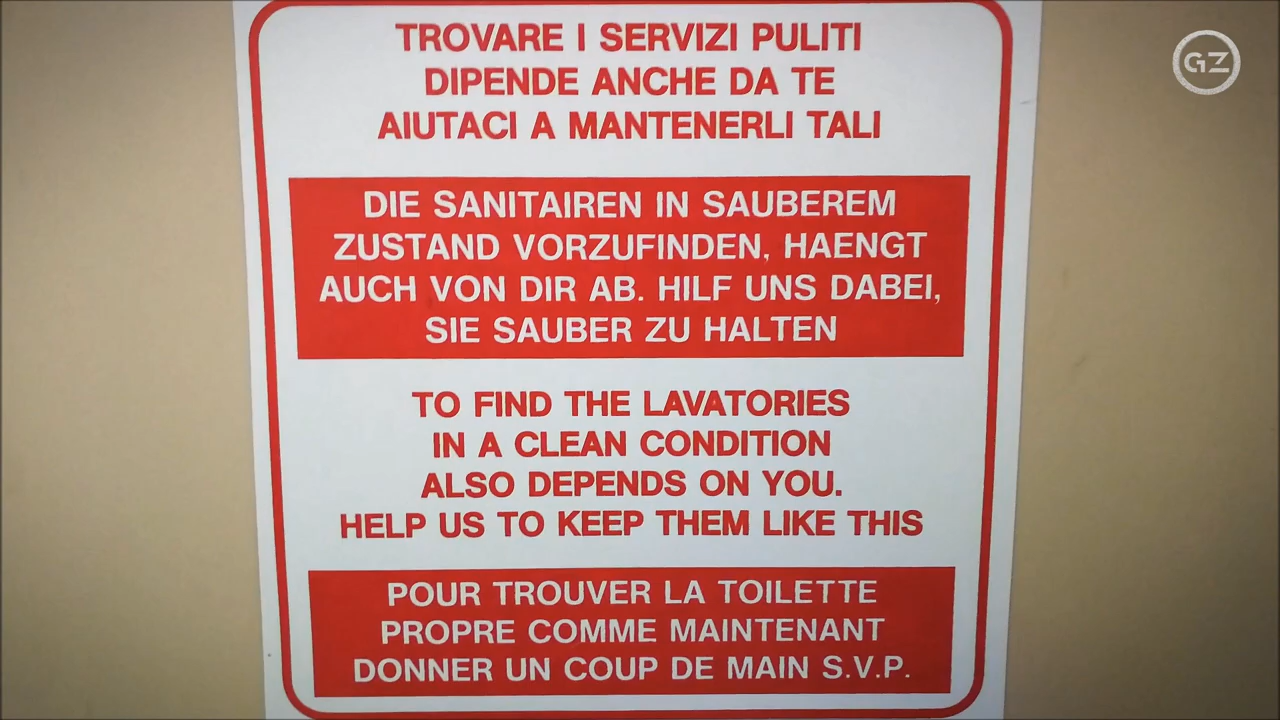 TROVARE I SERVIZI PULITI
DIPENDE ANCHE DA TE
AIUTACI A MANTENERLI TALI
DIE SANITAIREN IN SAUBEREM
ZUSTAND VORZUFINDEN, HAENGT
AUCH VON DIR AB. HILF UNS DABEI,
SIE SAUBER ZU HALTEN
TO FIND THE LAVATORIES
IN A CLEAN CONDITION
ALSO DEPENDS ON YOU.
HELP US TO KEEP THEM LIKE THIS
POUR TROUVER LA TOILETTE
PROPRE COMME MAINTENANT
DONNER UN COUP DE MAIN S.V.P.
GZ